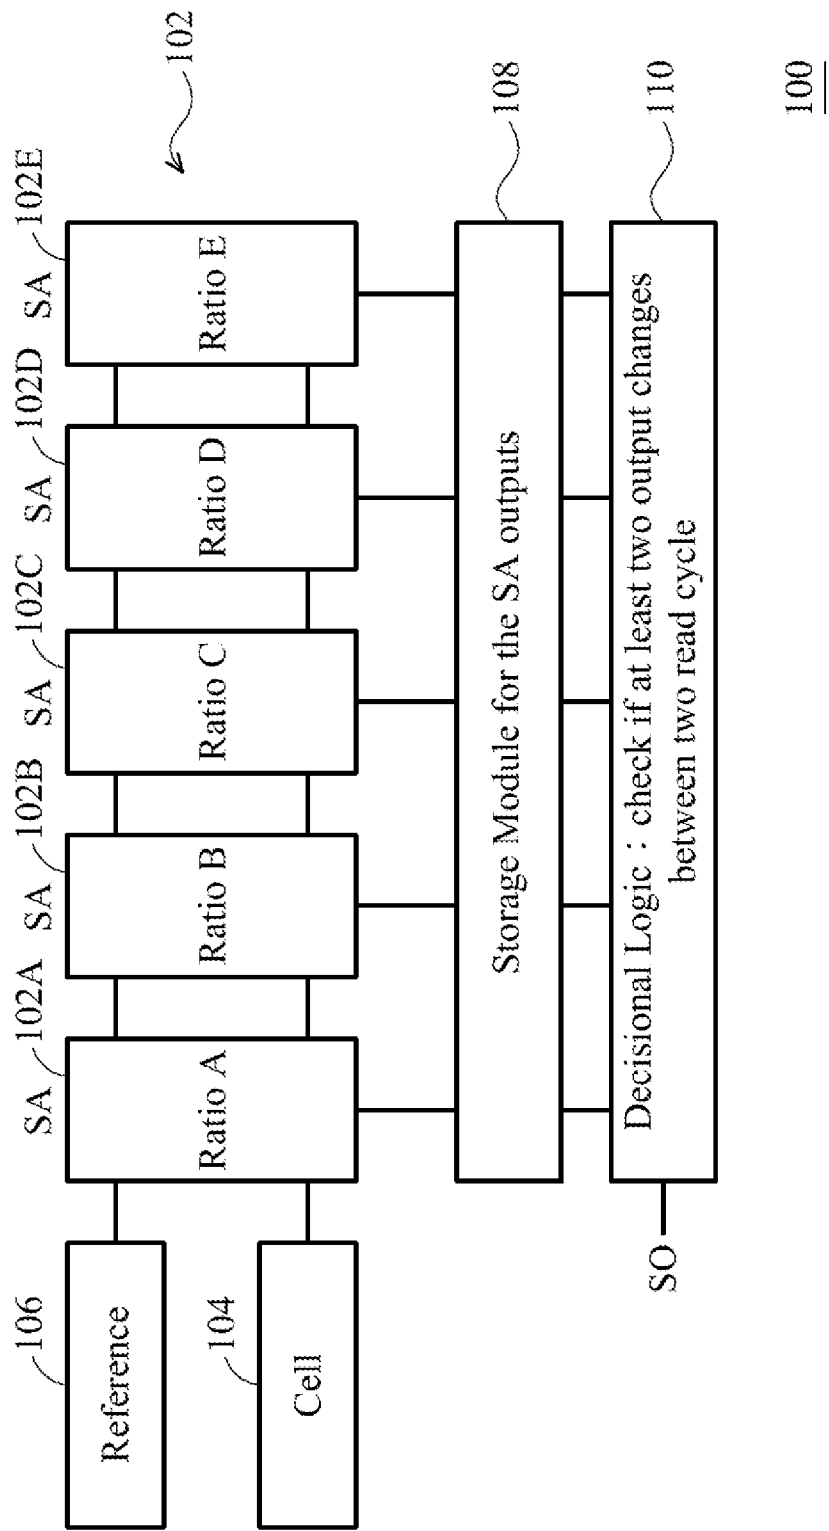 102
SA 102A
SA 102B
SA 102C
SA 102D
SA 102E
106
Reference
104
Cell
Ratio A
Ratio B
Ratio C
Ratio D
Ratio E
Storage Module for the SA outputs
108
Decisional Logic : check if at least two output changes
between two read cycle
110
SO
100